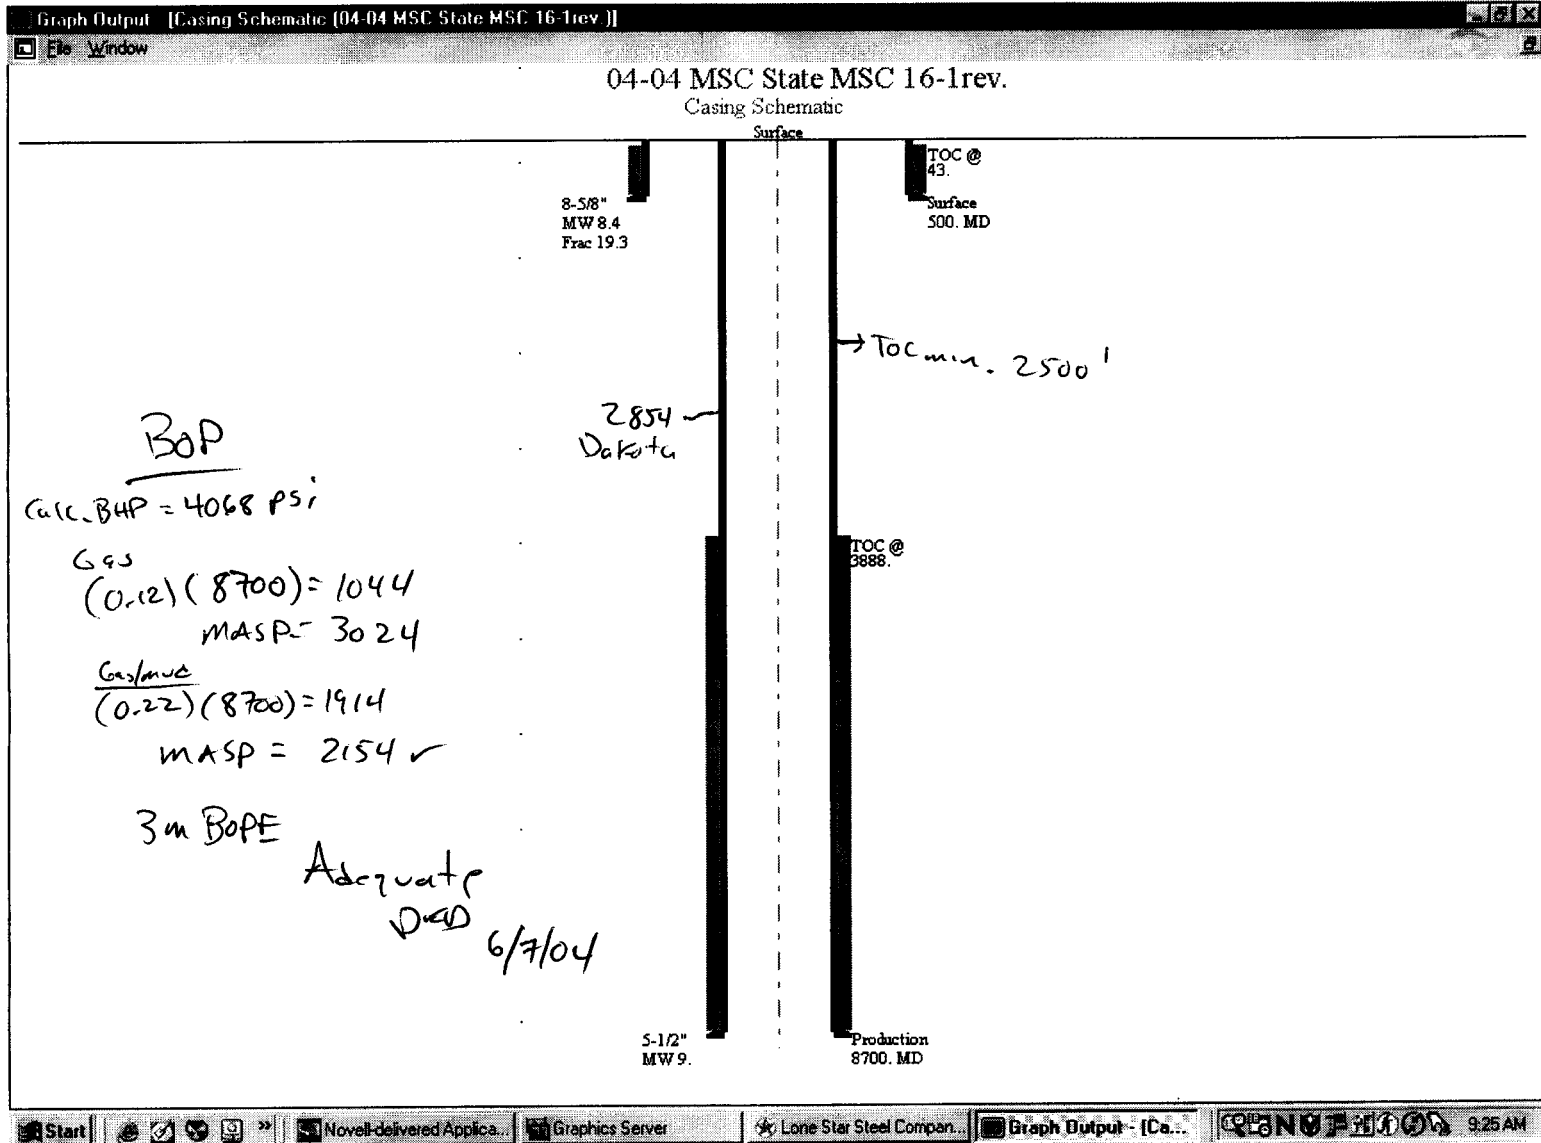 Graph Output [Casing Schematic (04-04 MSC State MSC 16-1rev.)]
File Window
04-04 MSC State MSC 16-1rev.
Casing Schematic
Surface
TOC @
43.
8-5/8"
MW 8.4
Frac 19.3
Surface
500. MD
TOC min. 2500'
2854
Dakota
BOP
Calc. BHP = 4068 psi
Gas
(0.12)(8700) = 1044
MASP = 3024
Gas/mud
(0.22)(8700) = 1914
MASP = 2154 ✓
3m BOPE
Adequate
DKD
6/7/04
TOC @
3888.
5-1/2"
MW 9.
Production
8700. MD
Start
»
Novell-delivered Applica...
Graphics Server
Lone Star Steel Compan...
Graph Output - [Ca...
9:25 AM